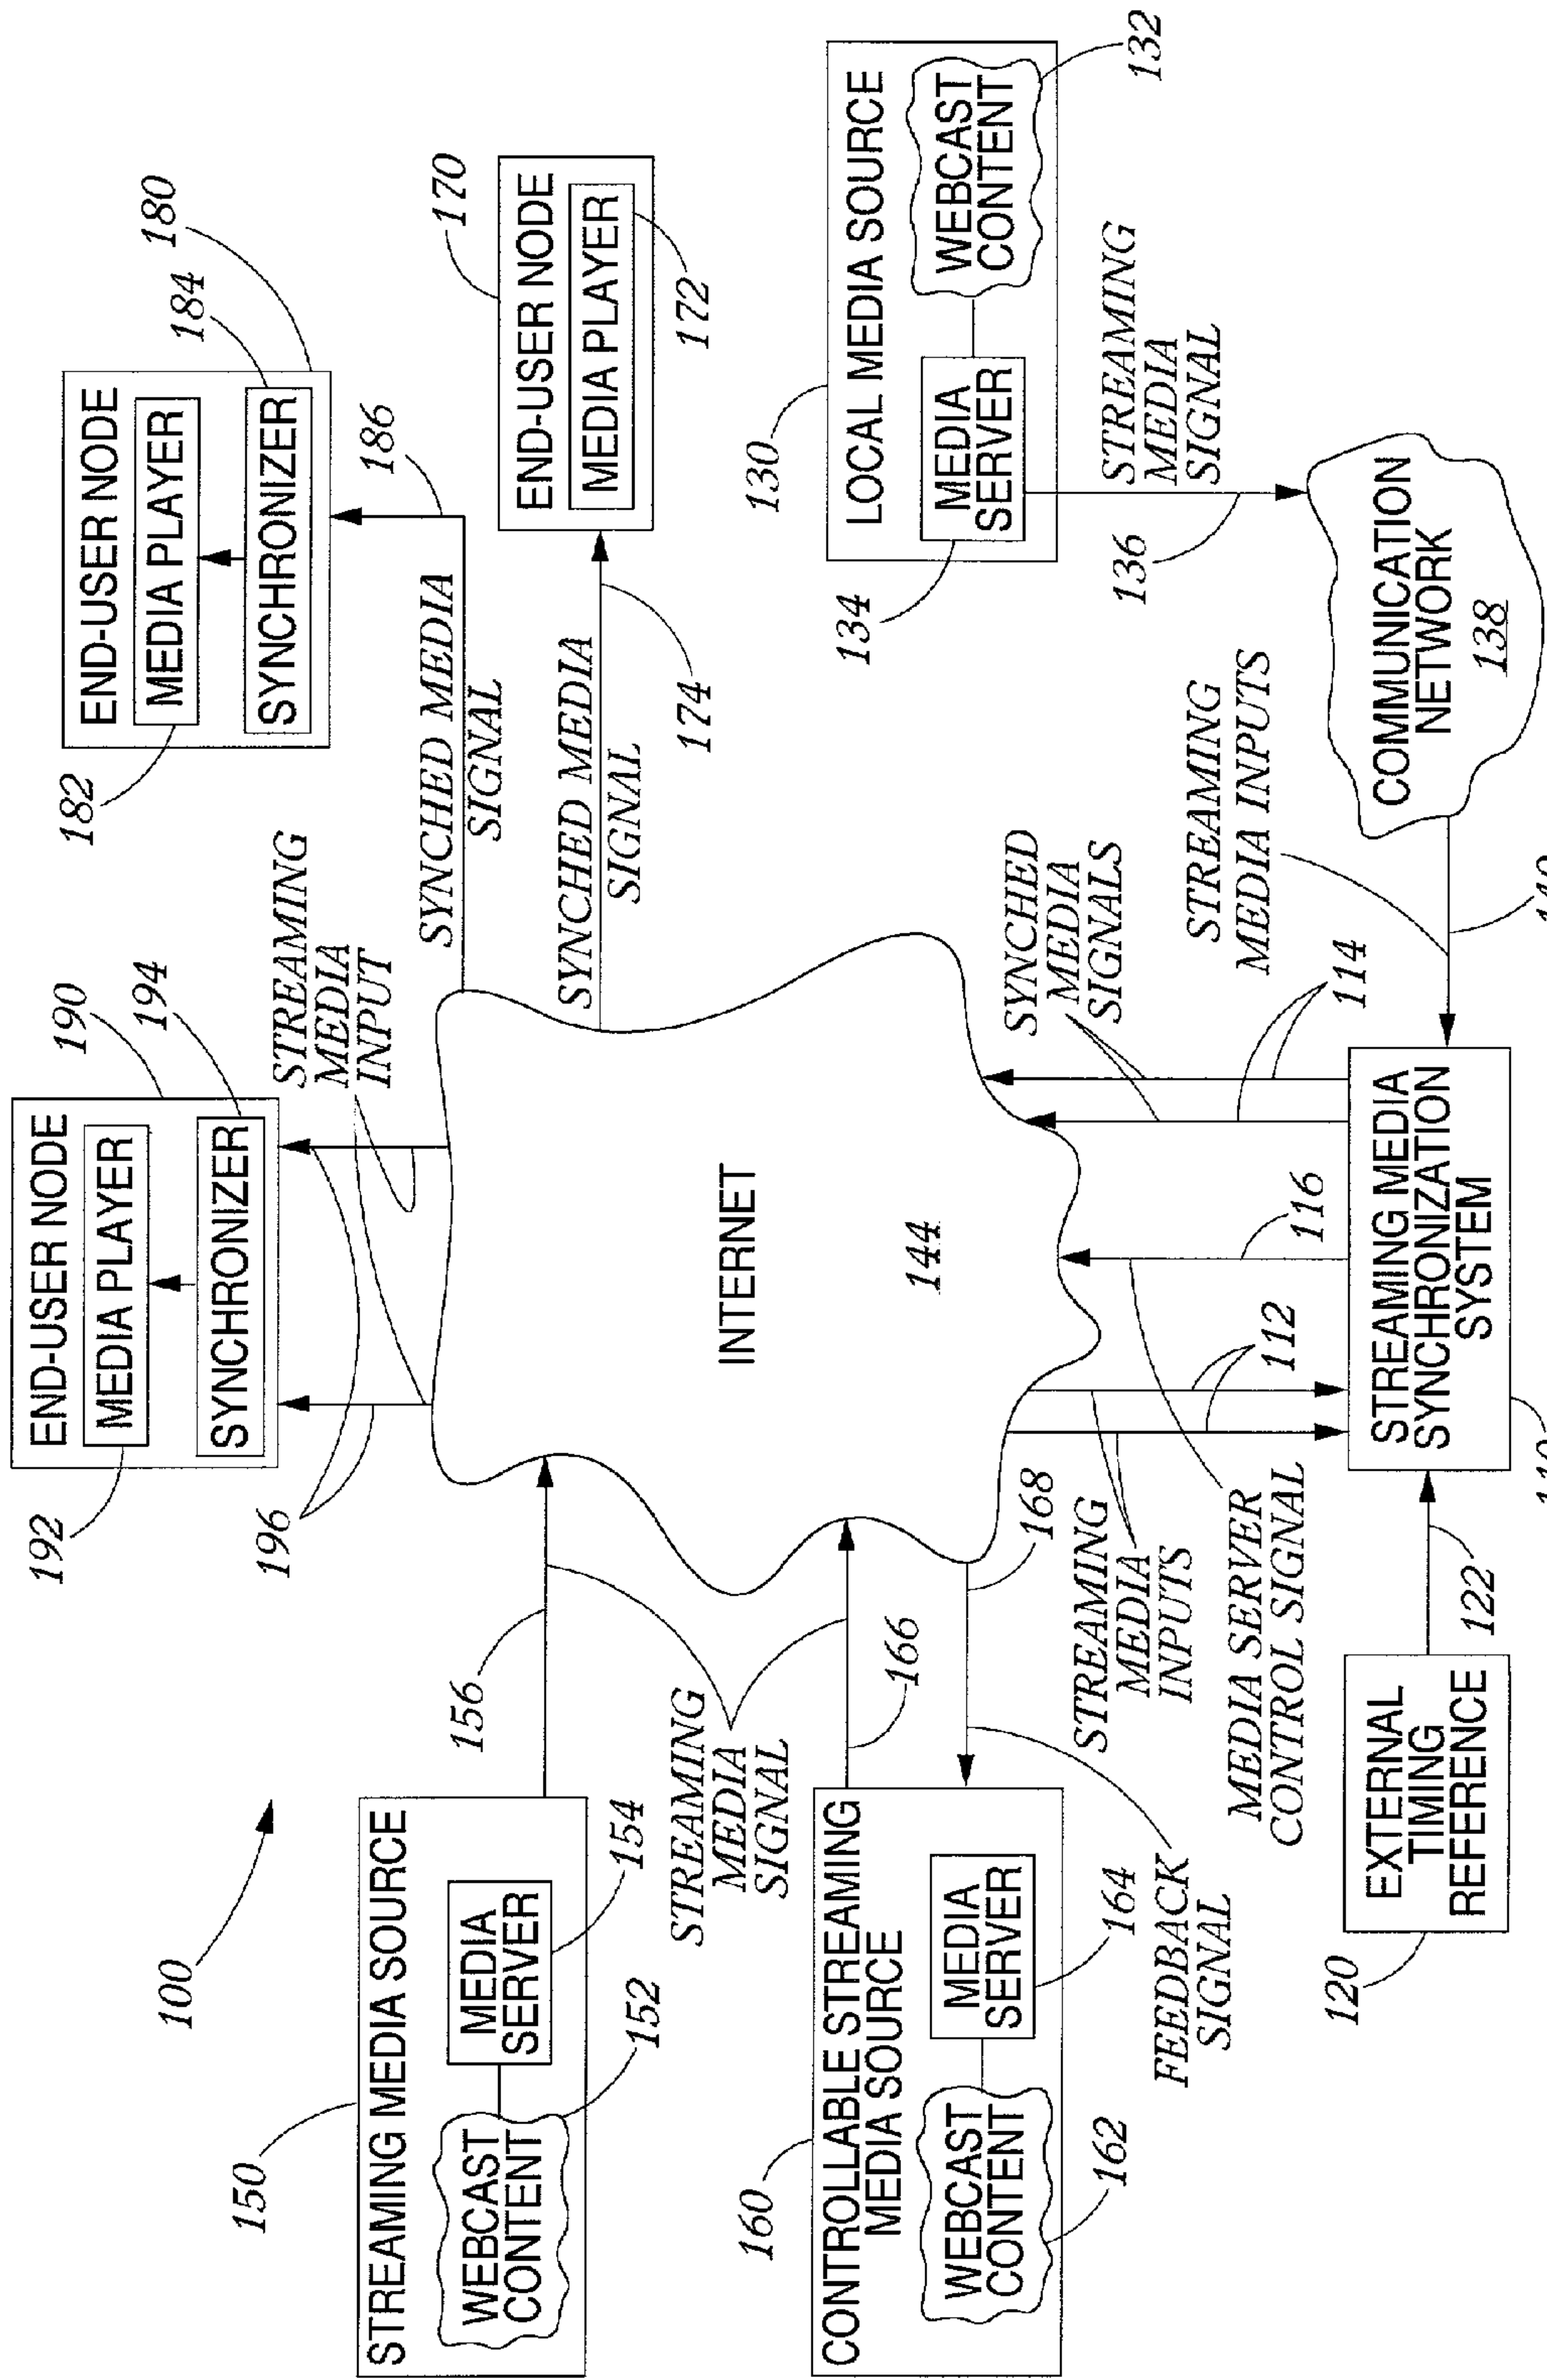 100
150
STREAMING MEDIA SOURCE
WEBCAST
CONTENT
MEDIA
SERVER
154
152
156
160
CONTROLLABLE STREAMING
MEDIA SOURCE
WEBCAST
CONTENT
MEDIA
SERVER
164
162
STREAMING
MEDIA
SIGNAL
166
168
FEEDBACK
SIGNAL
120
EXTERNAL
TIMING
REFERENCE
122
192
190
END-USER NODE
MEDIA PLAYER
SYNCHRONIZER
194
196
STREAMING
MEDIA
INPUT
INTERNET
144
STREAMING
MEDIA
INPUTS
112
MEDIA SERVER
CONTROL SIGNAL
116
SYNCHED
MEDIA
SIGNALS
114
STREAMING MEDIA
SYNCHRONIZATION
SYSTEM
182
END-USER NODE
MEDIA PLAYER
SYNCHRONIZER
184
180
186
SYNCHED MEDIA
SIGNAL
SYNCHED MEDIA
SIGNAL
174
170
END-USER NODE
MEDIA PLAYER
172
130
LOCAL MEDIA SOURCE
MEDIA
SERVER
WEBCAST
CONTENT
132
134
136
STREAMING
MEDIA
SIGNAL
STREAMING
MEDIA INPUTS
COMMUNICATION
NETWORK
138